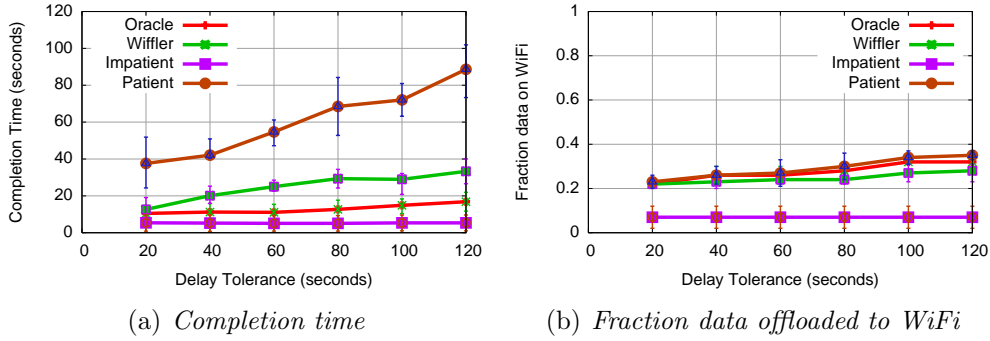 Completion Time (seconds)
120
100
80
60
40
20
0
Oracle
Wiffler
Impatient
Patient
0 20 40 60 80 100 120
Delay Tolerance (seconds)
(a) Completion time
Fraction data on WiFi
1
0.8
0.6
0.4
0.2
0
Oracle
Wiffler
Impatient
Patient
0 20 40 60 80 100 120
Delay Tolerance (seconds)
(b) Fraction data offloaded to WiFi